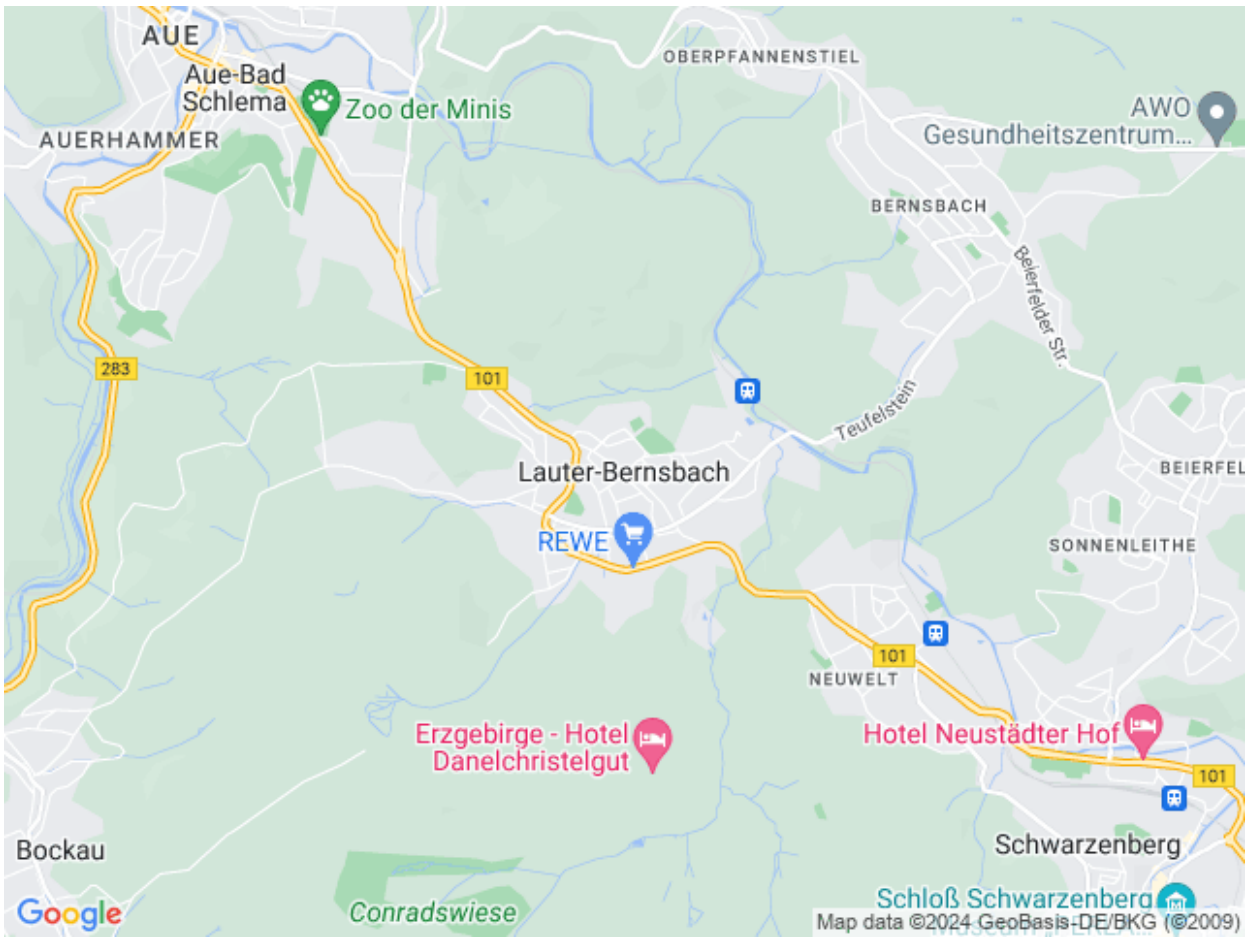 AUE
Aue-Bad
Schlema
Zoo der Minis
AUERHAMMER
OBERPFANNENSTIEL
AWO
Gesundheitszentrum...
BERNSBACH
Beierfelder Str.
283
101
Teufelstein
Lauter-Bernsbach
BEIERFEL
REWE
SONNENLEITHE
101
NEUWELT
Erzgebirge - Hotel
Danelchristelgut
Hotel Neustädter Hof
101
Bockau
Schwarzenberg
Schloß Schwarzenberg
Conradswiese
Google
Map data ©2024 GeoBasis-DE/BKG (©2009)